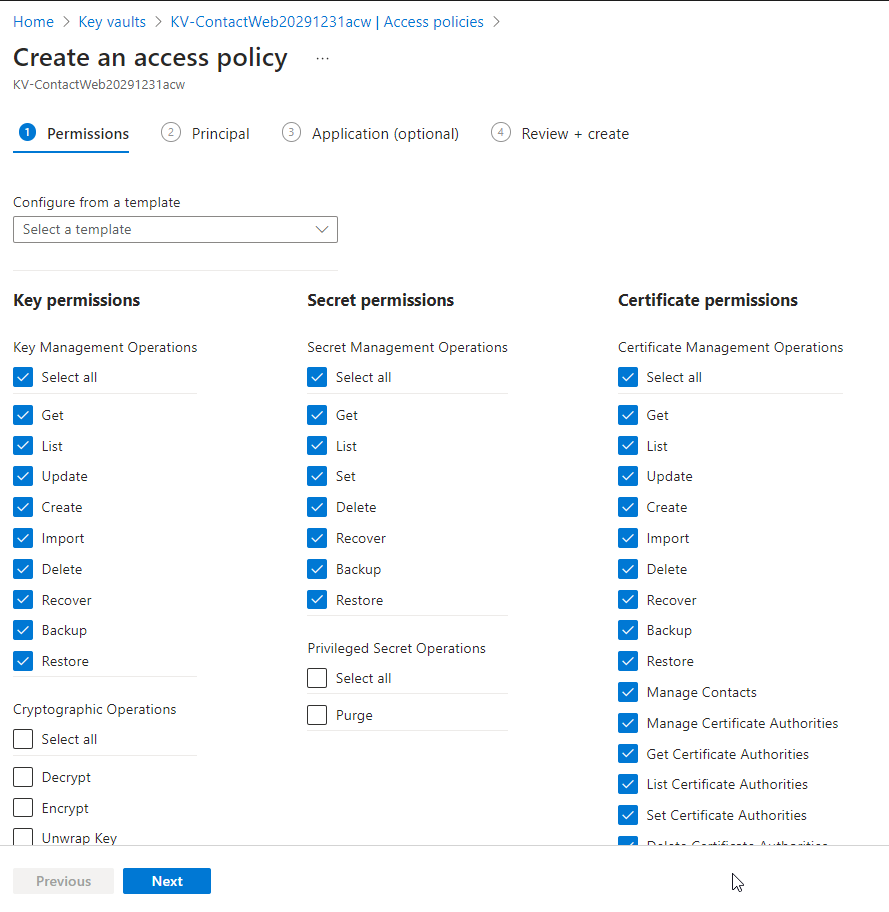 Home > Key vaults > KV-ContactWeb20291231acw | Access policies >
Create an access policy ...
KV-ContactWeb20291231acw
1 Permissions 2 Principal 3 Application (optional) 4 Review + create
Configure from a template
Select a template
Key permissions
Key Management Operations
Select all
Get
List
Update
Create
Import
Delete
Recover
Backup
Restore
Cryptographic Operations
Select all
Decrypt
Encrypt
Unwrap Key
Secret permissions
Secret Management Operations
Select all
Get
List
Set
Delete
Recover
Backup
Restore
Privileged Secret Operations
Select all
Purge
Certificate permissions
Certificate Management Operations
Select all
Get
List
Update
Create
Import
Delete
Recover
Backup
Restore
Manage Contacts
Manage Certificate Authorities
Get Certificate Authorities
List Certificate Authorities
Set Certificate Authorities
Delete Certificate Authorities
Previous Next